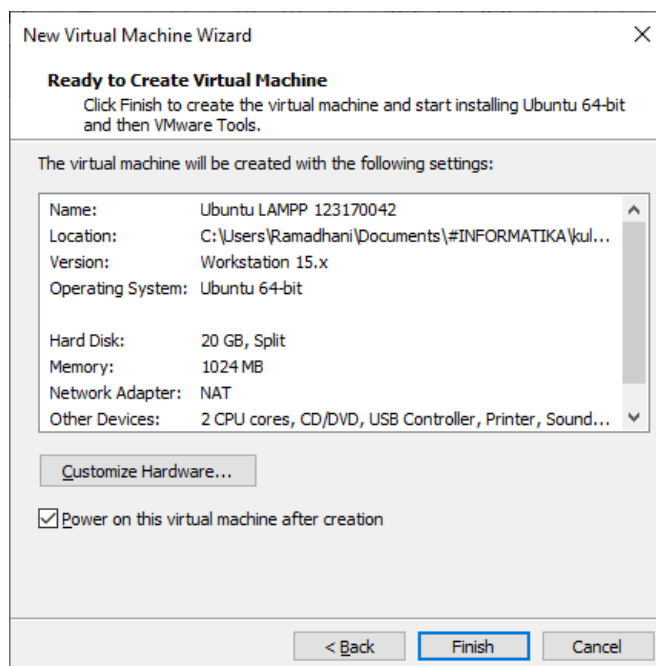 New Virtual Machine Wizard
Ready to Create Virtual Machine
Click Finish to create the virtual machine and start installing Ubuntu 64-bit
and then VMware Tools.
The virtual machine will be created with the following settings:
Name: Ubuntu LAMPP 123170042
Location: C:\Users\Ramadhani\Documents\#INFORMATIKA\kul...
Version: Workstation 15.x
Operating System: Ubuntu 64-bit
Hard Disk: 20 GB, Split
Memory: 1024 MB
Network Adapter: NAT
Other Devices: 2 CPU cores, CD/DVD, USB Controller, Printer, Sound...
Customize Hardware...
Power on this virtual machine after creation
< Back Finish Cancel